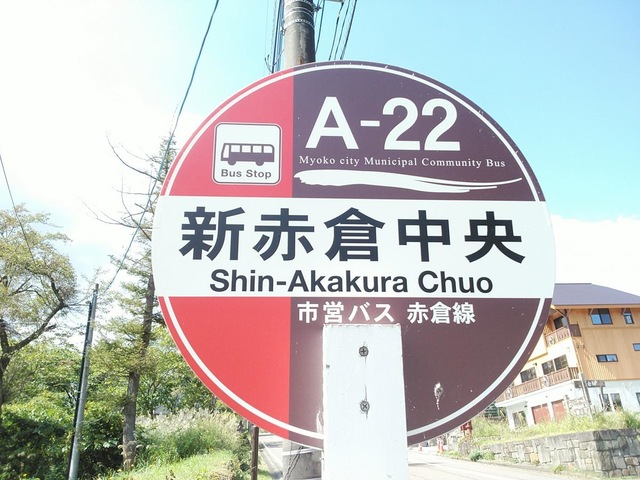 A-22
Myoko city Municipal Community Bus
Bus Stop
新赤倉中央
Shin-Akakura Chuo
市営バス 赤倉線